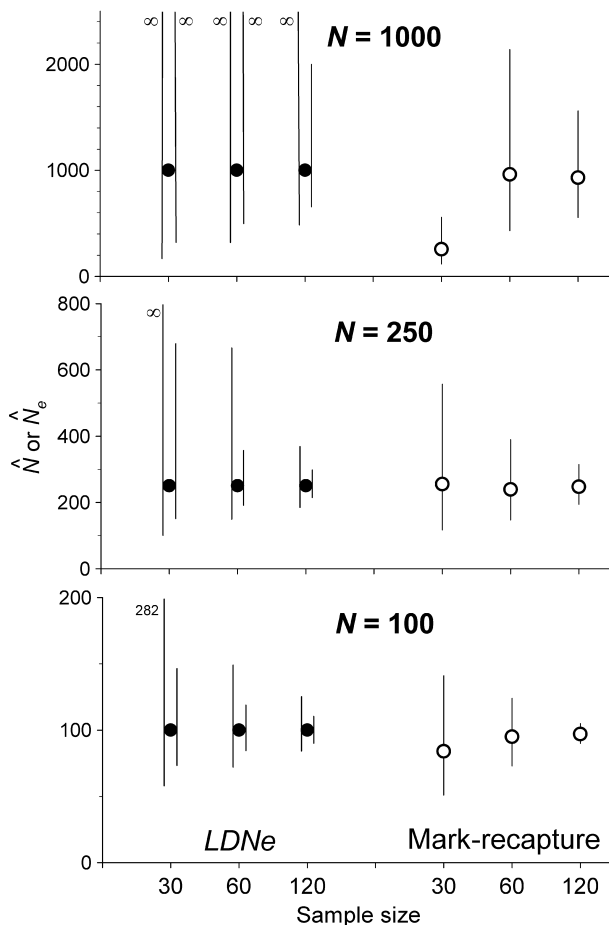 ∞ ∞ ∞ ∞ ∞
N = 1000
2000
1000
0
800
∞
N = 250
600
400
200
0
N̂ or N̂e
200
282
N = 100
100
0
LDNe Mark-recapture
30 60 120 30 60 120
Sample size